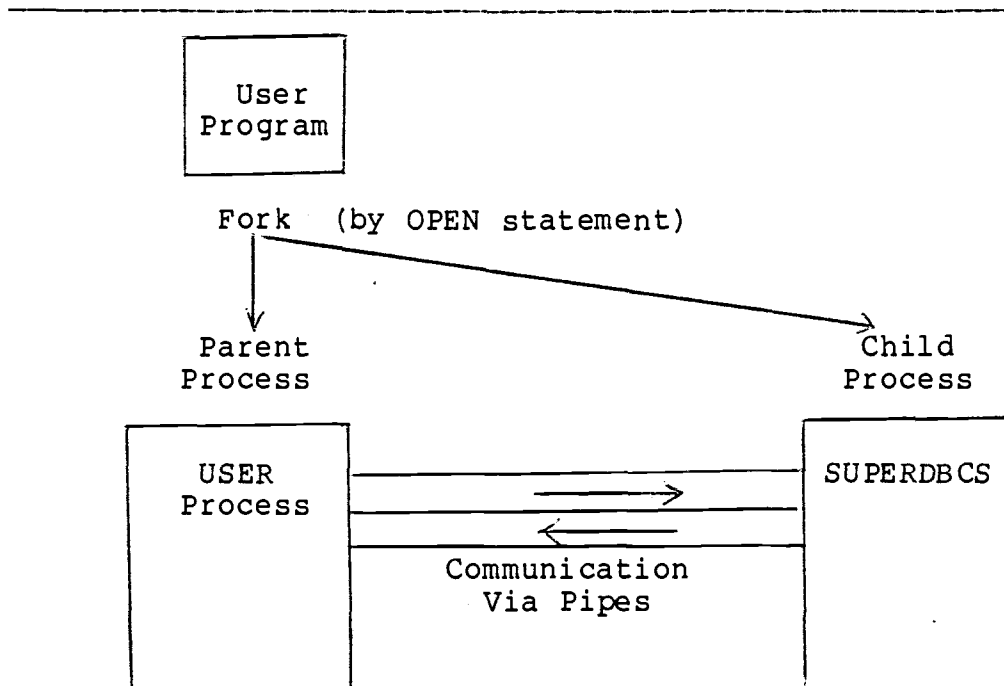 User
Program
Fork (by OPEN statement)
Parent
Process
Child
Process
USER
Process
SUPERDBCS
Communication
Via Pipes